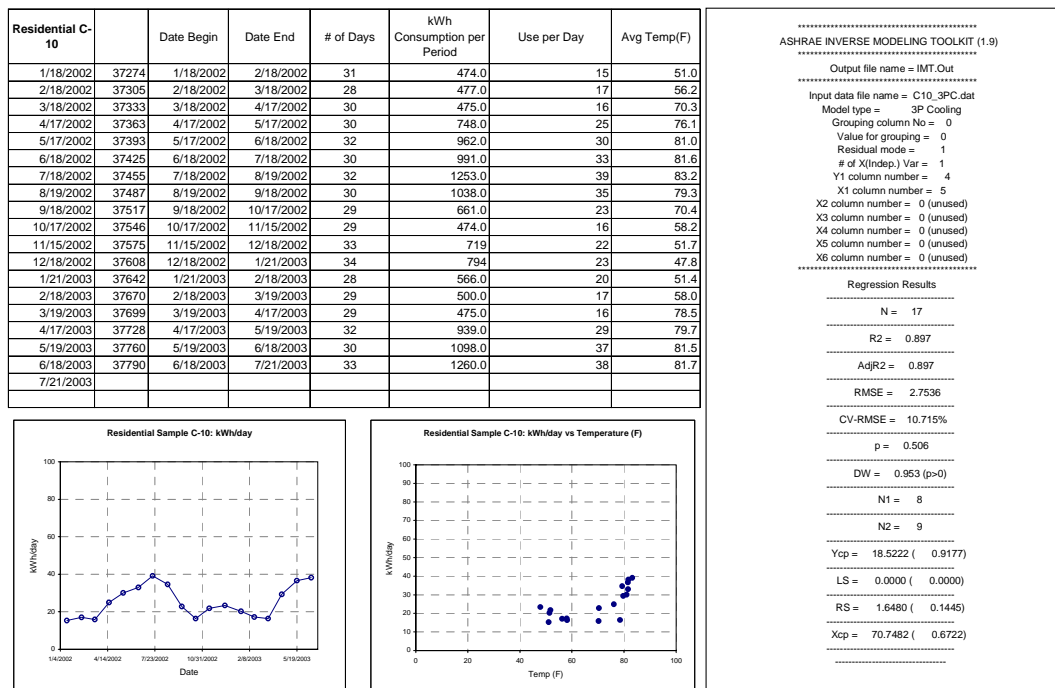 Residential C-10 Date Begin Date End # of Days kWh Consumption per Period Use per Day Avg Temp(F)
1/18/2002 37274 1/18/2002 2/18/2002 31 474.0 15 51.0
2/18/2002 37305 2/18/2002 3/18/2002 28 477.0 17 56.2
3/18/2002 37333 3/18/2002 4/17/2002 30 475.0 16 70.3
4/17/2002 37363 4/17/2002 5/17/2002 30 748.0 25 76.1
5/17/2002 37393 5/17/2002 6/18/2002 32 962.0 30 81.0
6/18/2002 37425 6/18/2002 7/18/2002 30 991.0 33 81.6
7/18/2002 37455 7/18/2002 8/19/2002 32 1253.0 39 83.2
8/19/2002 37487 8/19/2002 9/18/2002 30 1038.0 35 79.3
9/18/2002 37517 9/18/2002 10/17/2002 29 661.0 23 70.4
10/17/2002 37546 10/17/2002 11/15/2002 29 474.0 16 58.2
11/15/2002 37575 11/15/2002 12/18/2002 33 719 22 51.7
12/18/2002 37608 12/18/2002 1/21/2003 34 794 23 47.8
1/21/2003 37642 1/21/2003 2/18/2003 28 566.0 20 51.4
2/18/2003 37670 2/18/2003 3/19/2003 29 500.0 17 58.0
3/19/2003 37699 3/19/2003 4/17/2003 29 475.0 16 78.5
4/17/2003 37728 4/17/2003 5/19/2003 32 939.0 29 79.7
5/19/2003 37760 5/19/2003 6/18/2003 30 1098.0 37 81.5
6/18/2003 37790 6/18/2003 7/21/2003 33 1260.0 38 81.7
7/21/2003
Residential Sample C-10: kWh/day
kWh/day
100
80
60
40
20
0
1/4/2002 4/14/2002 7/23/2002 10/31/2002 2/8/2003 5/19/2003
Date
Residential Sample C-10: kWh/day vs Temperature (F)
kWh/day
100
90
80
70
60
50
40
30
20
10
0
0 20 40 60 80 100
Temp (F)
*******************************************
ASHRAE INVERSE MODELING TOOLKIT (1.9)
*******************************************
Output file name = IMT.Out
*******************************************
Input data file name = C10_3PC.dat
Model type = 3P Cooling
Grouping column No = 0
Value for grouping = 0
Residual mode = 1
# of X(Indep.) Var = 1
Y1 column number = 4
X1 column number = 5
X2 column number = 0 (unused)
X3 column number = 0 (unused)
X4 column number = 0 (unused)
X5 column number = 0 (unused)
X6 column number = 0 (unused)
*******************************************
Regression Results
--------------------------------------
N = 17
--------------------------------------
R2 = 0.897
--------------------------------------
AdjR2 = 0.897
--------------------------------------
RMSE = 2.7536
--------------------------------------
CV-RMSE = 10.715%
--------------------------------------
p = 0.506
--------------------------------------
DW = 0.953 (p>0)
--------------------------------------
N1 = 8
--------------------------------------
N2 = 9
--------------------------------------
Ycp = 18.5222 ( 0.9177)
--------------------------------------
LS = 0.0000 ( 0.0000)
--------------------------------------
RS = 1.6480 ( 0.1445)
--------------------------------------
Xcp = 70.7482 ( 0.6722)
--------------------------------------
---------------------------------